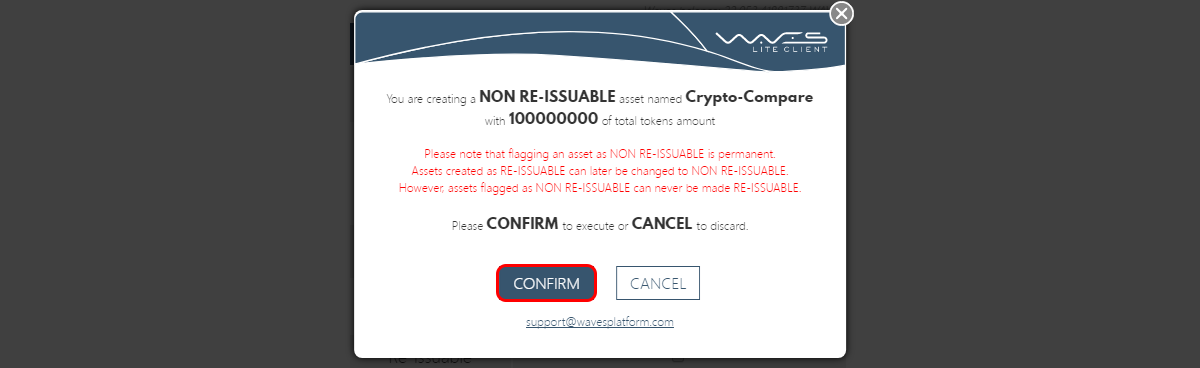 WAVES
LITE CLIENT
You are creating a NON RE-ISSUABLE asset named Crypto-Compare
with 100000000 of total tokens amount
Please note that flagging an asset as NON RE-ISSUABLE is permanent.
Assets created as RE-ISSUABLE can later be changed to NON RE-ISSUABLE.
However, assets flagged as NON RE-ISSUABLE can never be made RE-ISSUABLE.
Please CONFIRM to execute or CANCEL to discard.
CONFIRM CANCEL
support@wavesplatform.com
Re-issuable